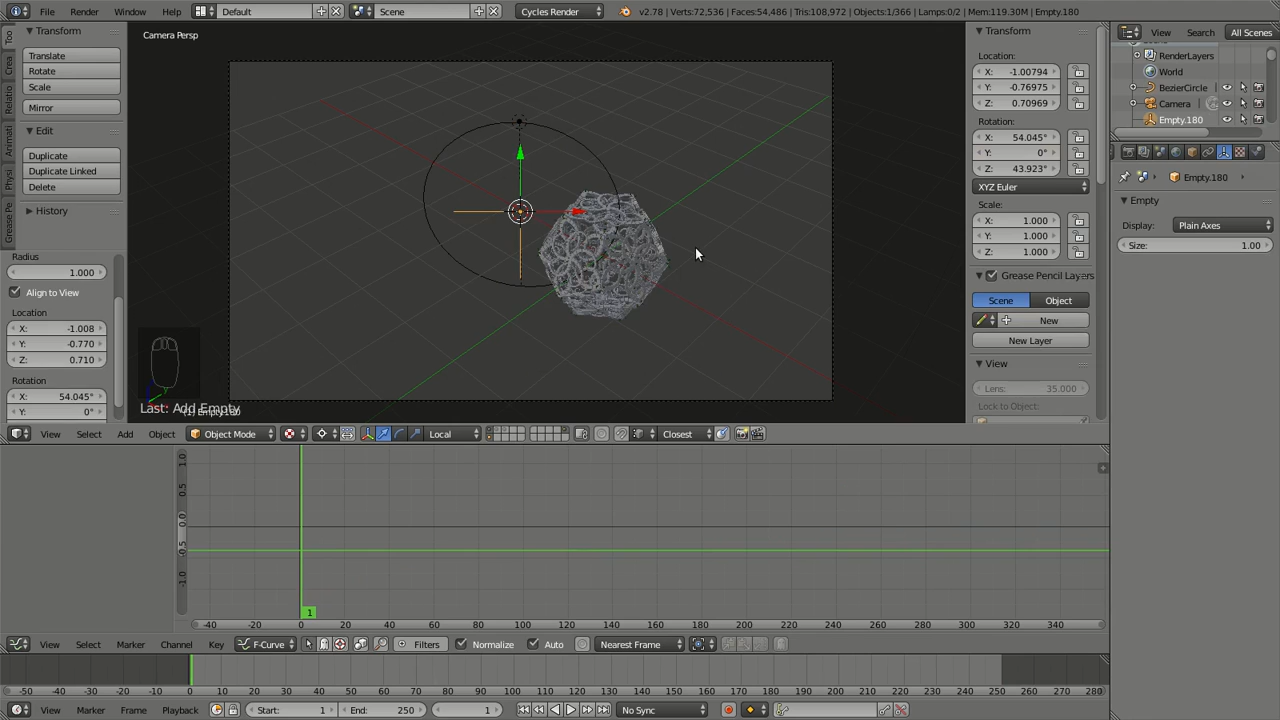 File Render Window Help Default Scene Cycles Render v2.78 | Verts:72,536 | Faces:54,486 | Tris:108,972 | Objects:1/366 | Lamps:0/2 | Mem:119.30M | Empty.180
View Search All Scenes
Transform
Translate
Rotate
Scale
Mirror
Edit
Duplicate
Duplicate Linked
Delete
History
Radius
1.000
Align to View
Location
X: -1.008
Y: -0.770
Z: 0.710
Rotation
X: 54.045°
Y: 0°
Too
Crea
Relatio
Animati
Physi
Grease Pe
Camera Persp
Last: Add Empty
Transform
Location:
X: -1.00794
Y: -0.76975
Z: 0.70969
Rotation:
X: 54.045°
Y: 0°
Z: 43.923°
XYZ Euler
Scale:
X: 1.000
Y: 1.000
Z: 1.000
Grease Pencil Layers
Scene Object
New
New Layer
View
Lens: 35.000
Lock to Object:
RenderLayers
World
BezierCircle
Camera
Empty.180
Empty.180
Empty
Display: Plain Axes
Size: 1.00
View Select Add Object Object Mode Local Closest
1.0
0.5
0.0
-0.5
-1.0
1
-40 -20 0 20 40 60 80 100 120 140 160 180 200 220 240 260 280 300 320 340
View Select Marker Channel Key F-Curve Filters Normalize Auto Nearest Frame
-50 -40 -30 -20 -10 0 10 20 30 40 50 60 70 80 90 100 110 120 130 140 150 160 170 180 190 200 210 220 230 240 250 260 270 280
View Marker Frame Playback Start: 1 End: 250 1 No Sync